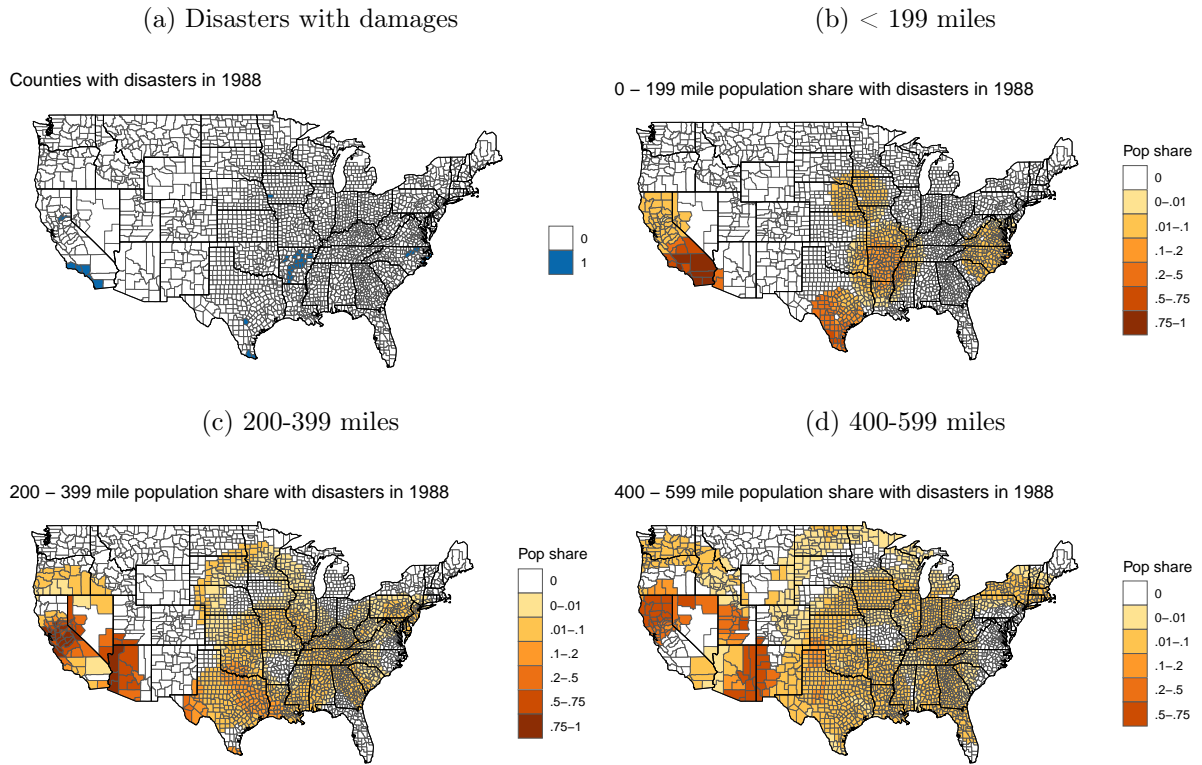 (a) Disasters with damages
Counties with disasters in 1988
0
1
(b) < 199 miles
0 − 199 mile population share with disasters in 1988
Pop share
0
0−.01
.01−.1
.1−.2
.2−.5
.5−.75
.75−1
(c) 200-399 miles
200 − 399 mile population share with disasters in 1988
Pop share
0
0−.01
.01−.1
.1−.2
.2−.5
.5−.75
.75−1
(d) 400-599 miles
400 − 599 mile population share with disasters in 1988
Pop share
0
0−.01
.01−.1
.1−.2
.2−.5
.5−.75